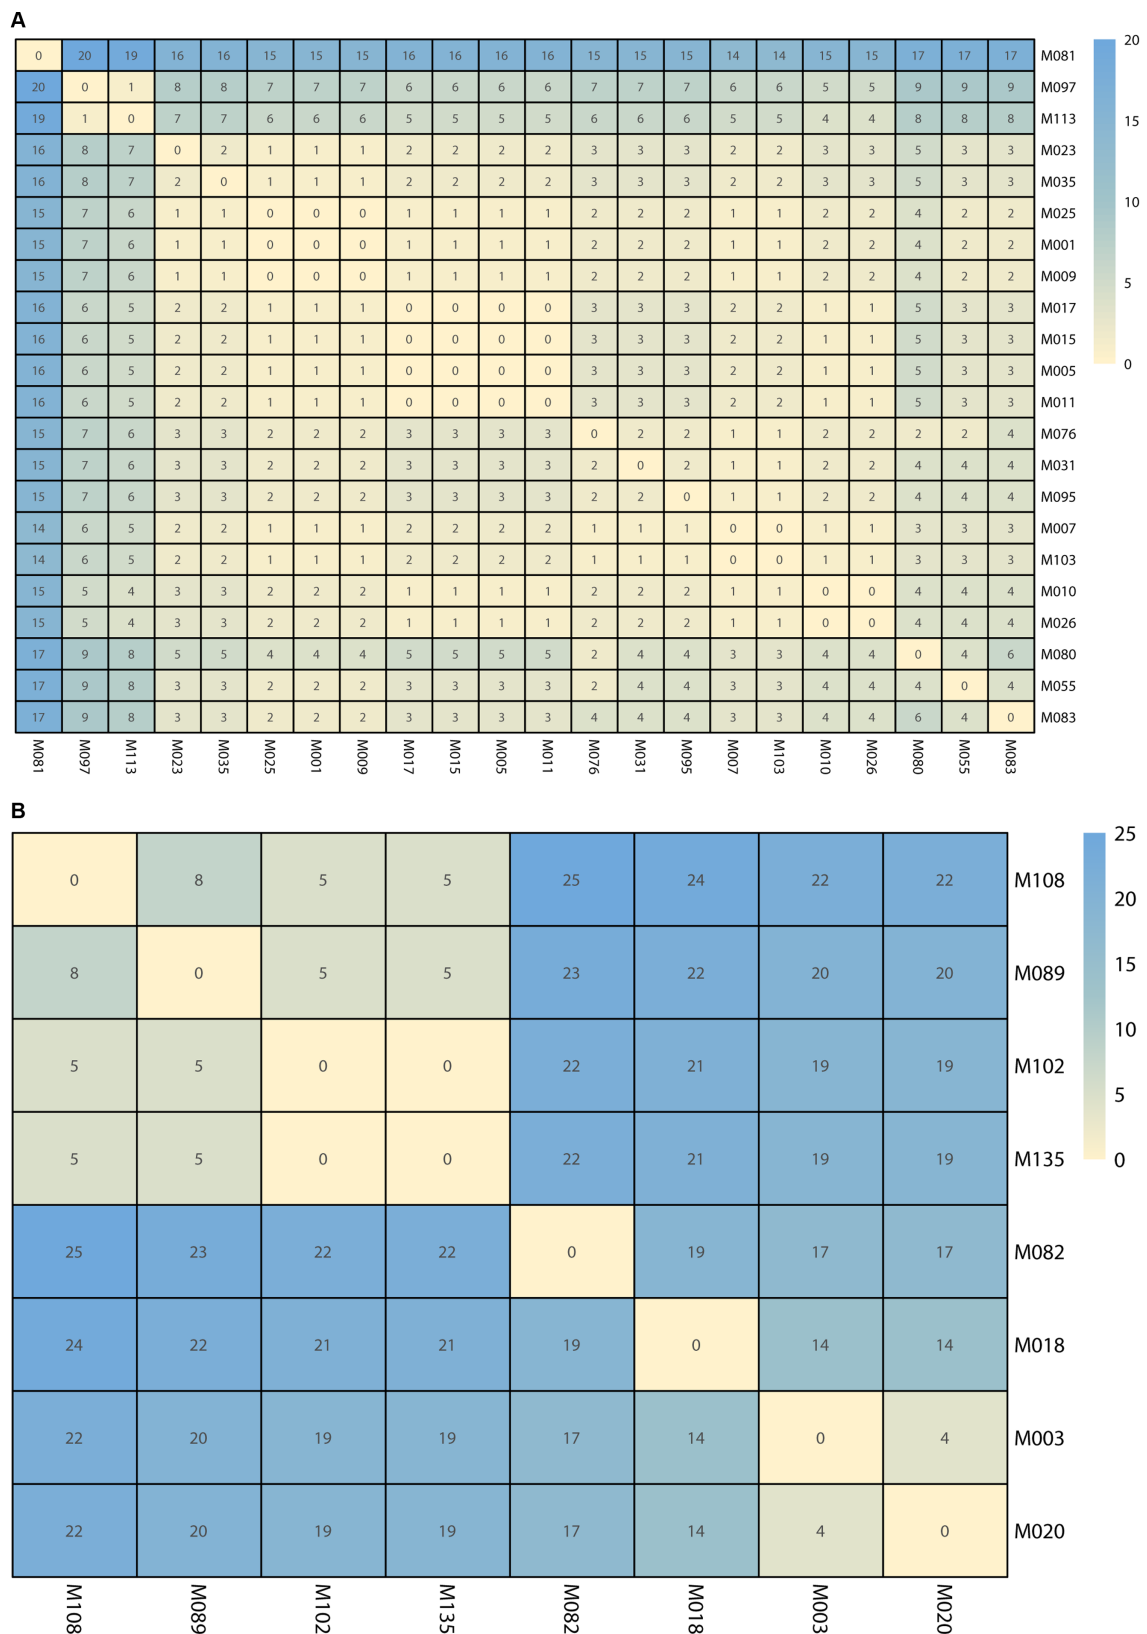 A
0 20 19 16 16 15 15 15 16 16 16 16 15 15 15 14 14 15 15 17 17 17 M081
20 0 1 8 8 7 7 7 6 6 6 6 7 7 7 6 6 5 5 9 9 9 M097
19 1 0 7 7 6 6 6 5 5 5 5 6 6 6 5 5 4 4 8 8 8 M113
16 8 7 0 2 1 1 1 2 2 2 2 3 3 3 2 2 3 3 5 3 3 M023
16 8 7 2 0 1 1 1 2 2 2 2 3 3 3 2 2 3 3 5 3 3 M035
15 7 6 1 1 0 0 0 1 1 1 1 2 2 2 1 1 2 2 4 2 2 M025
15 7 6 1 1 0 0 0 1 1 1 1 2 2 2 1 1 2 2 4 2 2 M001
15 7 6 1 1 0 0 0 1 1 1 1 2 2 2 1 1 2 2 4 2 2 M009
16 6 5 2 2 1 1 1 0 0 0 0 3 3 3 2 2 1 1 5 3 3 M017
16 6 5 2 2 1 1 1 0 0 0 0 3 3 3 2 2 1 1 5 3 3 M015
16 6 5 2 2 1 1 1 0 0 0 0 3 3 3 2 2 1 1 5 3 3 M005
16 6 5 2 2 1 1 1 0 0 0 0 3 3 3 2 2 1 1 5 3 3 M011
15 7 6 3 3 2 2 2 3 3 3 3 0 2 2 1 1 2 2 2 2 4 M076
15 7 6 3 3 2 2 2 3 3 3 3 2 0 2 1 1 2 2 4 4 4 M031
15 7 6 3 3 2 2 2 3 3 3 3 2 2 0 1 1 2 2 4 4 4 M095
14 6 5 2 2 1 1 1 2 2 2 2 1 1 1 0 0 1 1 3 3 3 M007
14 6 5 2 2 1 1 1 2 2 2 2 1 1 1 0 0 1 1 3 3 3 M103
15 5 4 3 3 2 2 2 1 1 1 1 2 2 2 1 1 0 0 4 4 4 M010
15 5 4 3 3 2 2 2 1 1 1 1 2 2 2 1 1 0 0 4 4 4 M026
17 9 8 5 5 4 4 4 5 5 5 5 2 4 4 3 3 4 4 0 4 6 M080
17 9 8 3 3 2 2 2 3 3 3 3 2 4 4 3 3 4 4 4 0 4 M055
17 9 8 3 3 2 2 2 3 3 3 3 4 4 4 3 3 4 4 6 4 0 M083
M081 M097 M113 M023 M035 M025 M001 M009 M017 M015 M005 M011 M076 M031 M095 M007 M103 M010 M026 M080 M055 M083
20
15
10
5
0
B
0 8 5 5 25 24 22 22 M108
8 0 5 5 23 22 20 20 M089
5 5 0 0 22 21 19 19 M102
5 5 0 0 22 21 19 19 M135
25 23 22 22 0 19 17 17 M082
24 22 21 21 19 0 14 14 M018
22 20 19 19 17 14 0 4 M003
22 20 19 19 17 14 4 0 M020
M108 M089 M102 M135 M082 M018 M003 M020
25
20
15
10
5
0